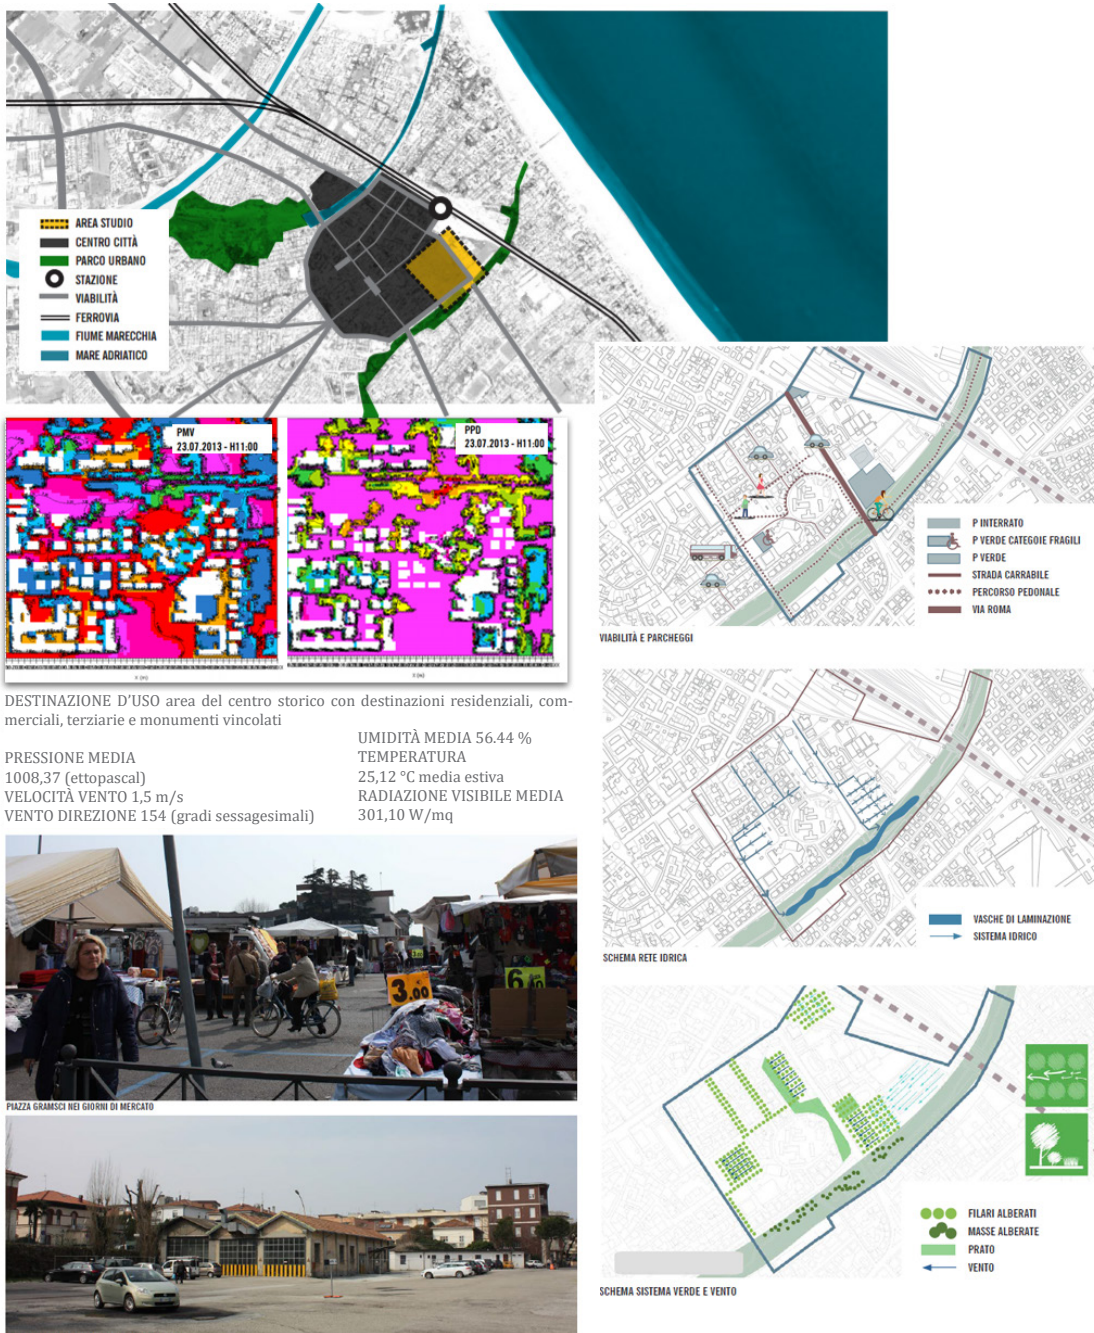 AREA STUDIO
CENTRO CITTÀ
PARCO URBANO
STAZIONE
VIABILITÀ
FERROVIA
FIUME MARECCHIA
MARE ADRIATICO
PMV
23.07.2013 - H11:00
PPD
23.07.2013 - H11:00
X (m)
X (m)
DESTINAZIONE D'USO area del centro storico con destinazioni residenziali, com-
merciali, terziarie e monumenti vincolati
PRESSIONE MEDIA
1008,37 (ettopascal)
VELOCITÀ VENTO 1,5 m/s
VENTO DIREZIONE 154 (gradi sessagesimali)
UMIDITÀ MEDIA 56.44 %
TEMPERATURA
25,12 °C media estiva
RADIAZIONE VISIBILE MEDIA
301,10 W/mq
3.00
PIAZZA GRAMSCI NEI GIORNI DI MERCATO
P INTERRATO
P VERDE CATEGOIE FRAGILI
P VERDE
STRADA CARRABILE
PERCORSO PEDONALE
VIA ROMA
VIABILITÀ E PARCHEGGI
VASCHE DI LAMINAZIONE
SISTEMA IDRICO
SCHEMA RETE IDRICA
FILARI ALBERATI
MASSE ALBERATE
PRATO
VENTO
SCHEMA SISTEMA VERDE E VENTO